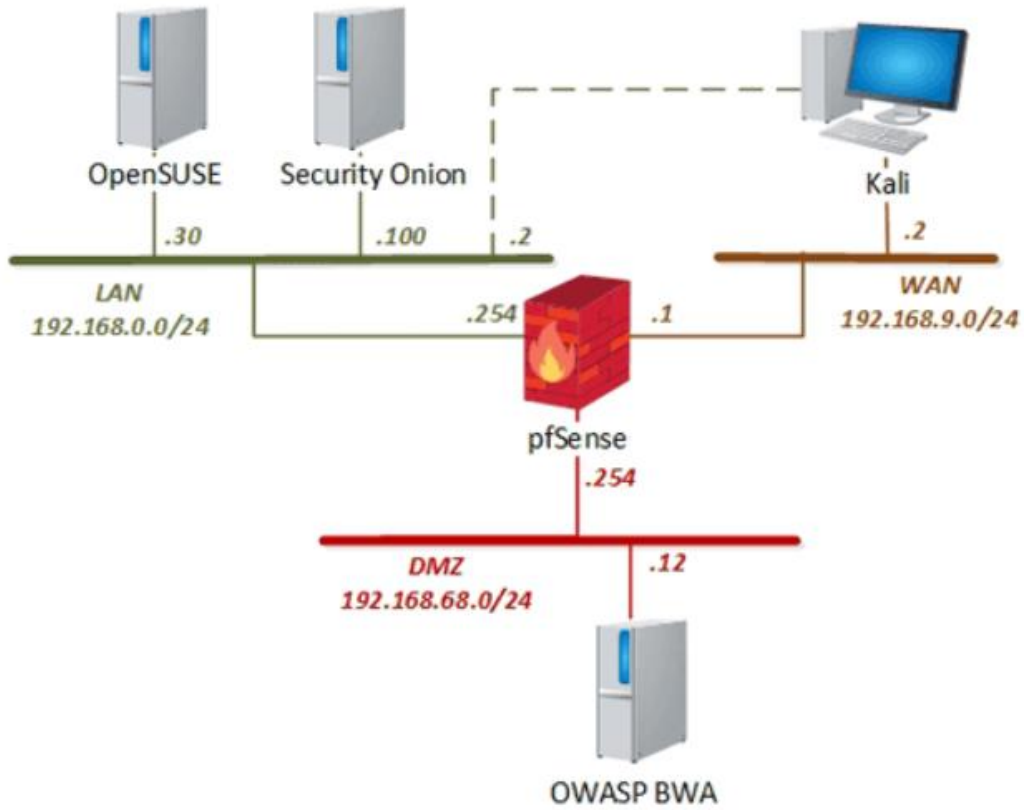 OpenSUSE
Security Onion
Kali
.30
.100
.2
.2
LAN
192.168.0.0/24
WAN
192.168.9.0/24
.254
.1
pfSense
.254
DMZ
192.168.68.0/24
.12
OWASP BWA